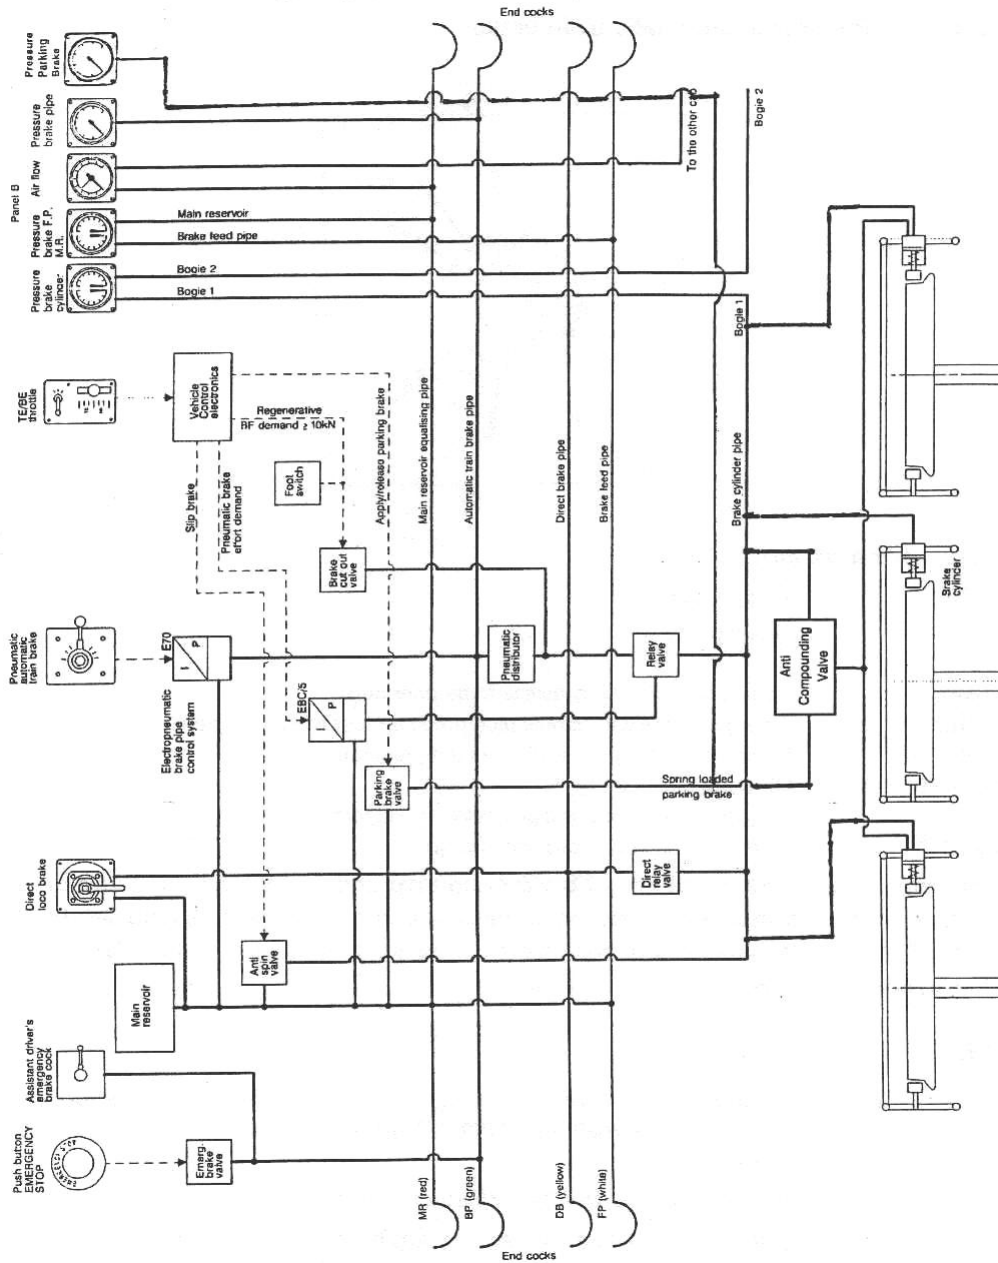 End cocks
Pressure
Parking
Brake
Pressure
brake pipe
Air flow
Panel B
Pressure
brake F.P.
M.R.
Pressure
brake
cylinder
Main reservoir
Brake feed pipe
Bogie 2
Bogie 1
To the other cab
Bogie 2
Bogie 1
TE/BE
throttle
Vehicle
Control
electronics
Regenerative
BF demand ≥ 10kN
Foot
switch
Slip brake
Pneumatic brake
effort demand
Apply/release parking brake
Main reservoir equalising pipe
Automatic train brake pipe
Direct brake pipe
Brake feed pipe
Brake cylinder pipe
Brake
cut out
valve
Pneumatic
automatic
train brake
E70
I
P
Electropneumatic
brake pipe
control system
EBC/5
I
P
Pneumatic
distributor
Relay
valve
Anti
Compounding
Valve
Brake
cylinder
Parking
brake
valve
Spring loaded
parking brake
Direct
loco brake
Direct
relay
valve
Anti
spin
valve
Main
reservoir
Assistant driver's
emergency
brake cock
Push button
EMERGENCY
STOP
EMERGENCY STOP
Emerg.
brake
valve
MR (red)
BP (green)
DB (yellow)
FP (white)
End cocks